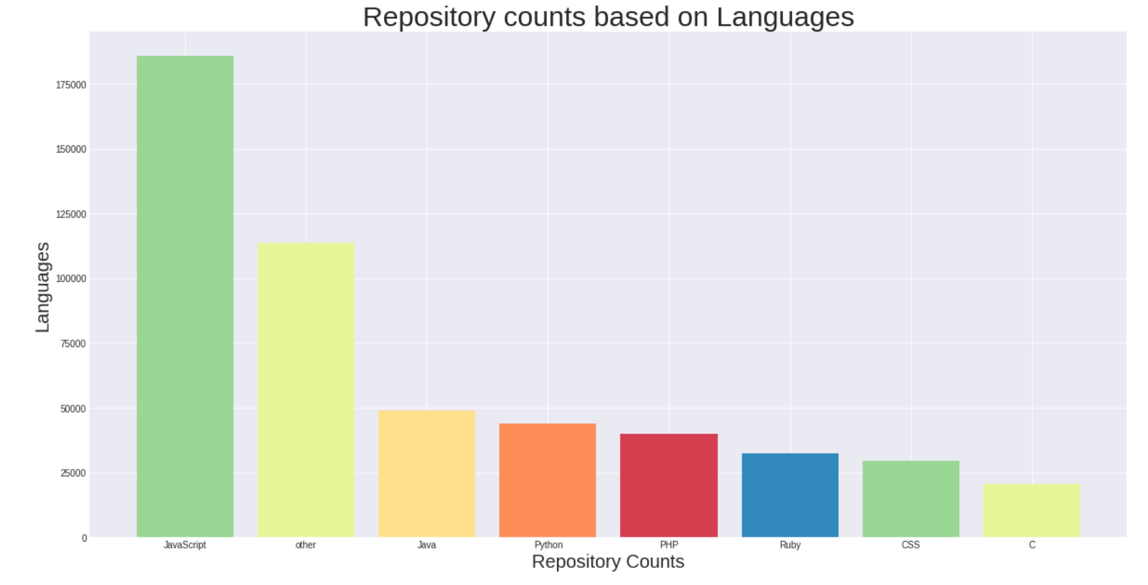 Repository counts based on Languages
Languages
175000
150000
125000
100000
75000
50000
25000
0
JavaScript other Java Python PHP Ruby CSS C
Repository Counts